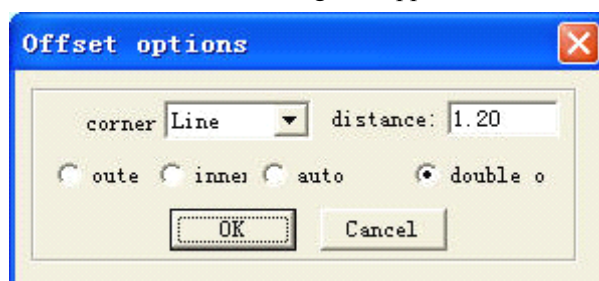 Offset options
corner Line distance: 1.20
oute inner auto double o
OK Cancel